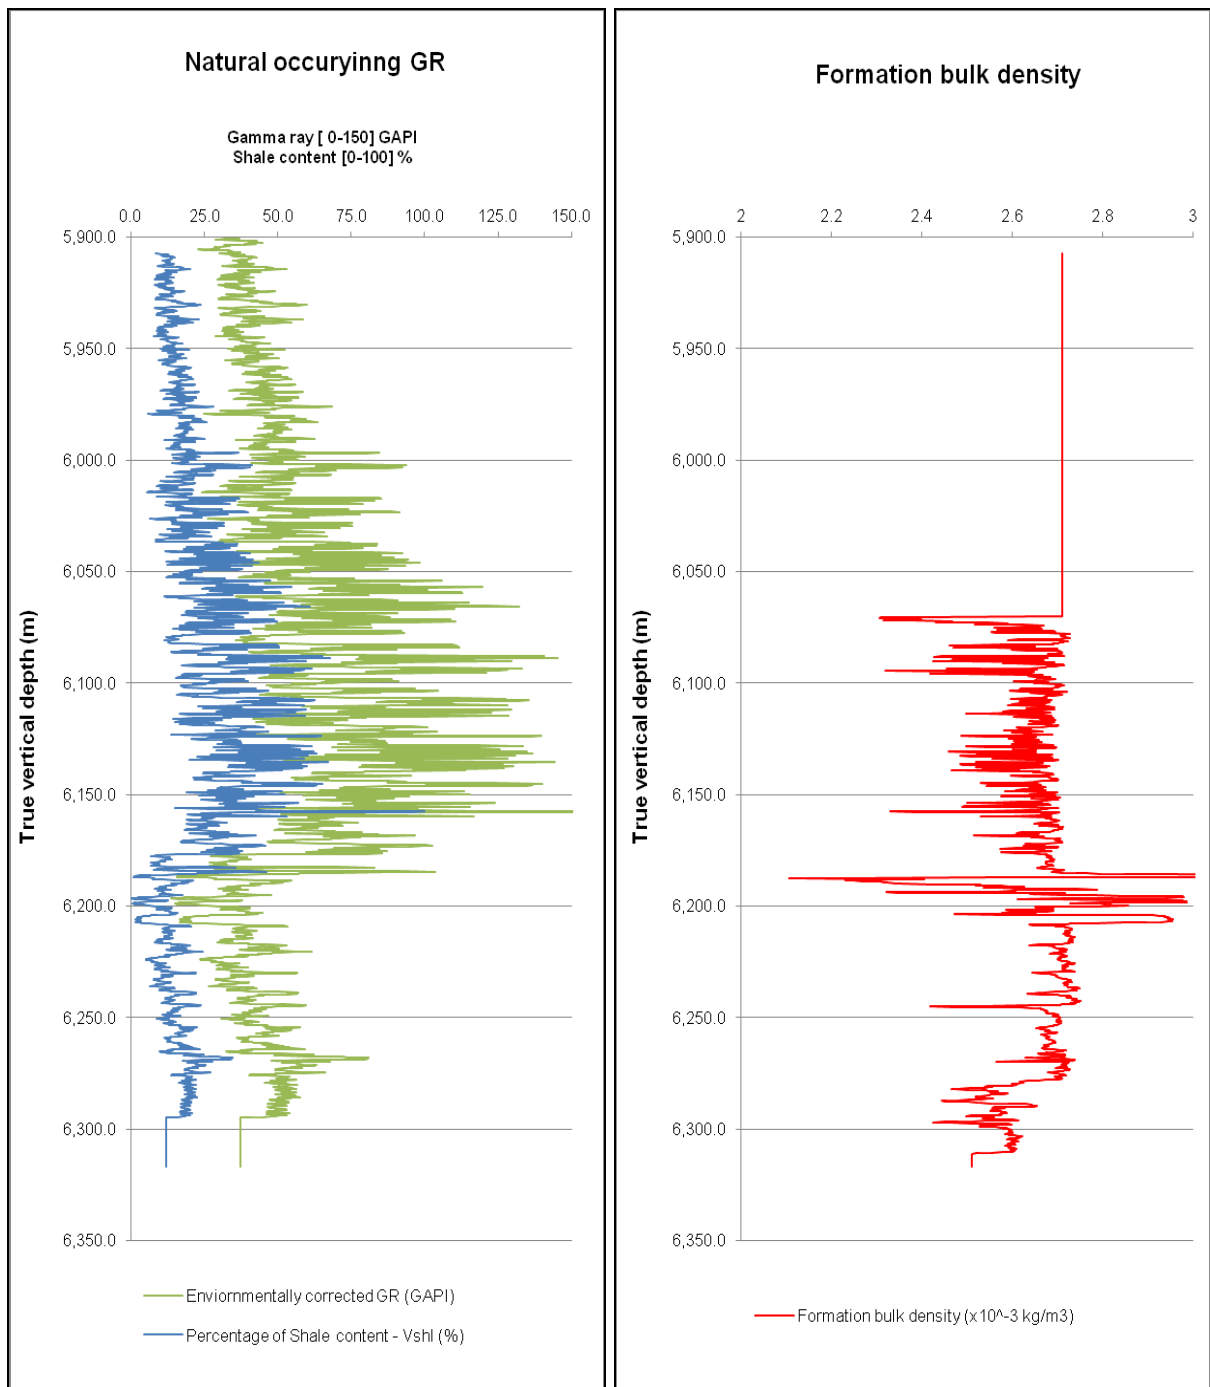 Natural occuryinng GR
Gamma ray [ 0-150] GAPI
Shale content [0-100] %
0.0 25.0 50.0 75.0 100.0 125.0 150.0
5,900.0
5,950.0
6,000.0
6,050.0
6,100.0
6,150.0
6,200.0
6,250.0
6,300.0
6,350.0
True vertical depth (m)
Enviornmentally corrected GR (GAPI)
Percentage of Shale content - Vshl (%)
Formation bulk density
2 2.2 2.4 2.6 2.8 3
5,900.0
5,950.0
6,000.0
6,050.0
6,100.0
6,150.0
6,200.0
6,250.0
6,300.0
6,350.0
True vertical depth (m)
Formation bulk density (x10^-3 kg/m3)